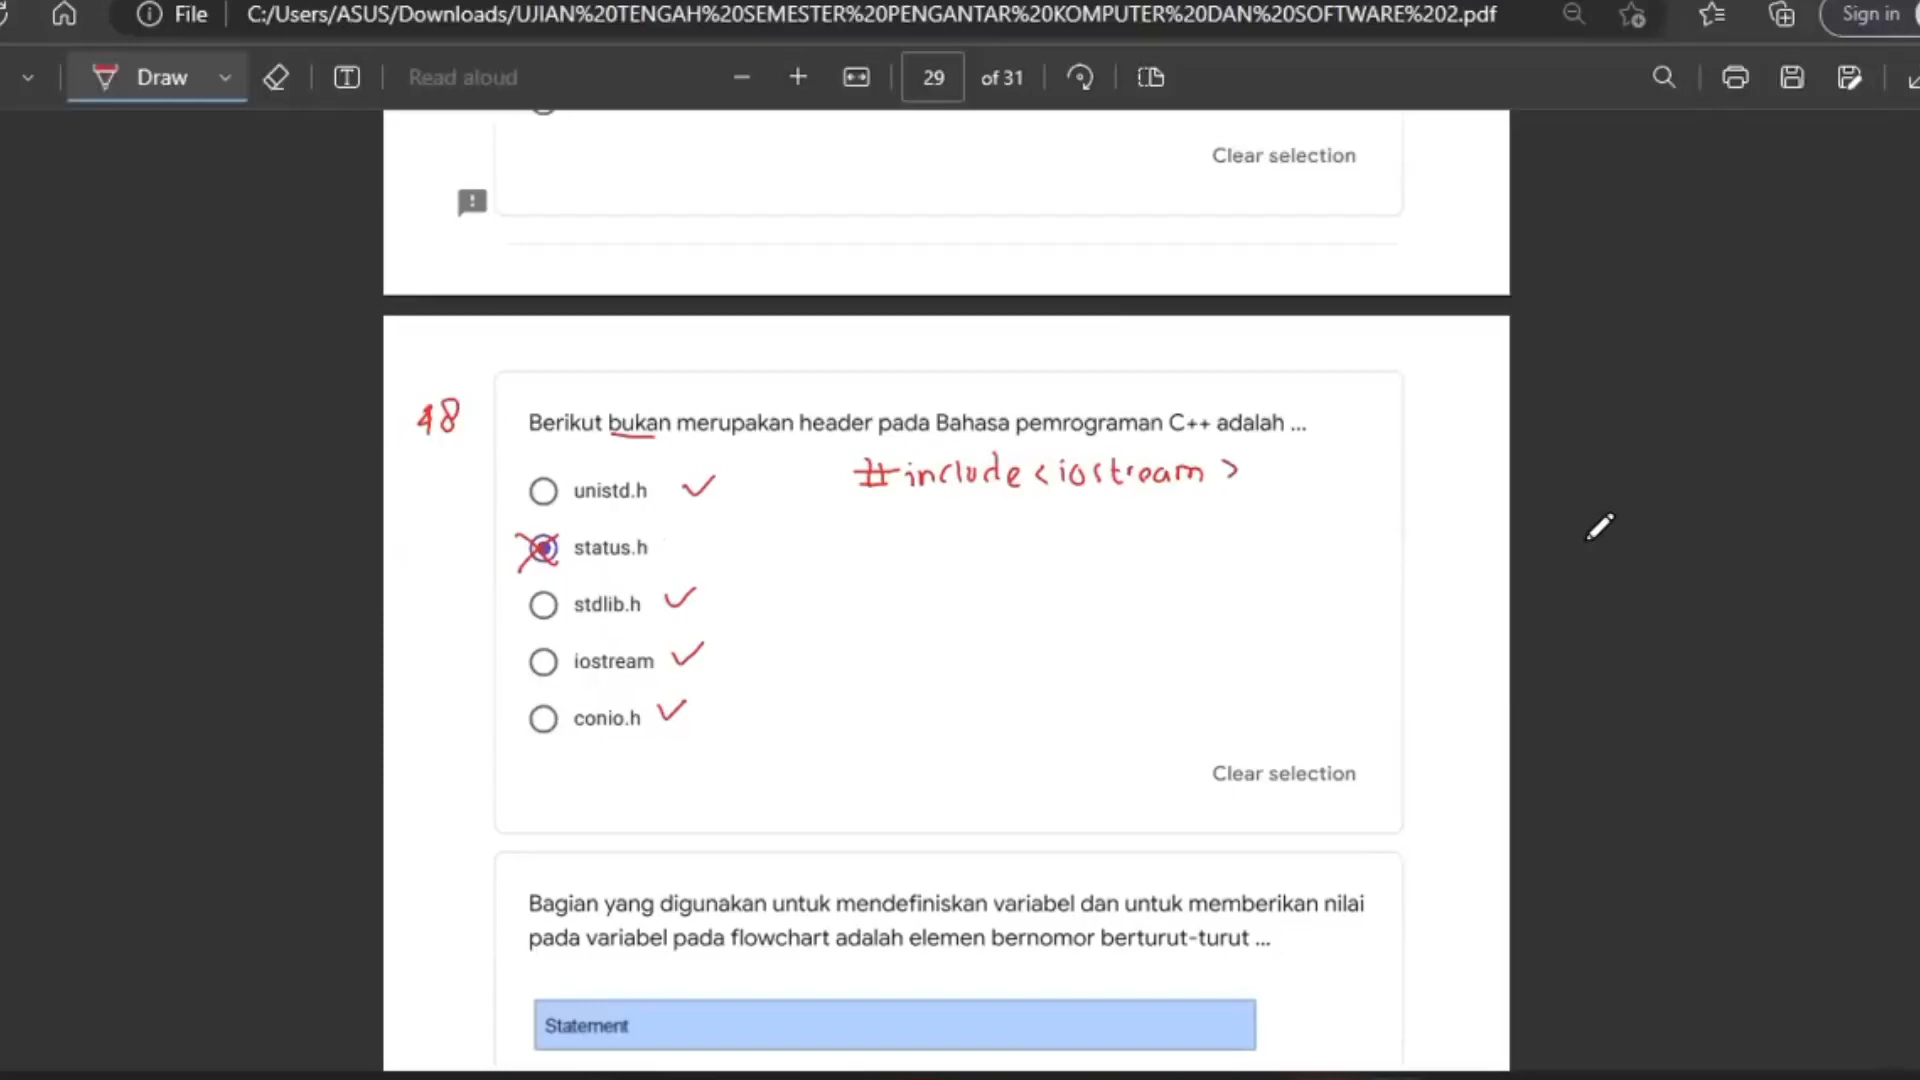 File C:/Users/ASUS/Downloads/UJIAN%20TENGAH%20SEMESTER%20PENGANTAR%20KOMPUTER%20DAN%20SOFTWARE%202.pdf Sign in
Draw Read aloud 29 of 31
Clear selection
48
Berikut bukan merupakan header pada Bahasa pemrograman C++ adalah ...
#include <iostream>
unistd.h
status.h
stdlib.h
iostream
conio.h
Clear selection
Bagian yang digunakan untuk mendefiniskan variabel dan untuk memberikan nilai
pada variabel pada flowchart adalah elemen bernomor berturut-turut ...
Statement